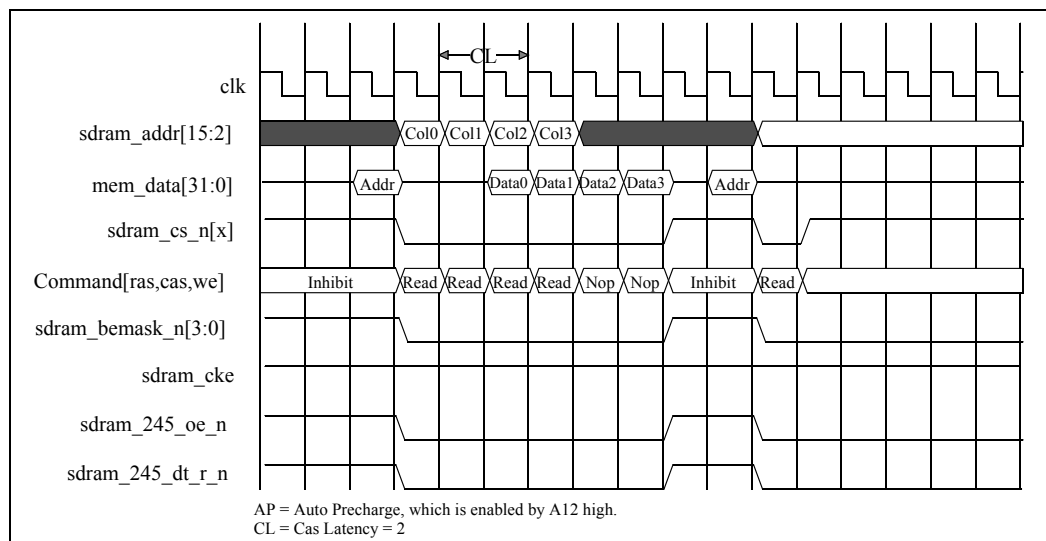 CL
clk
sdram_addr[15:2] Col0 Col1 Col2 Col3
mem_data[31:0] Addr Data0 Data1 Data2 Data3 Addr
sdram_cs_n[x]
Command[ras,cas,we] Inhibit Read Read Read Read Nop Nop Inhibit Read
sdram_bemask_n[3:0]
sdram_cke
sdram_245_oe_n
sdram_245_dt_r_n
AP = Auto Precharge, which is enabled by A12 high.
CL = Cas Latency = 2